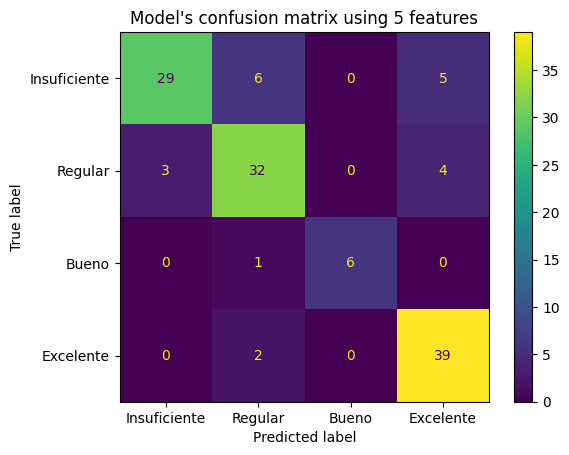 Model's confusion matrix using 5 features
Insuficiente 29 6 0 5
Regular 3 32 0 4
Bueno 0 1 6 0
Excelente 0 2 0 39
Insuficiente Regular Bueno Excelente
Predicted label
True label
35
30
25
20
15
10
5
0